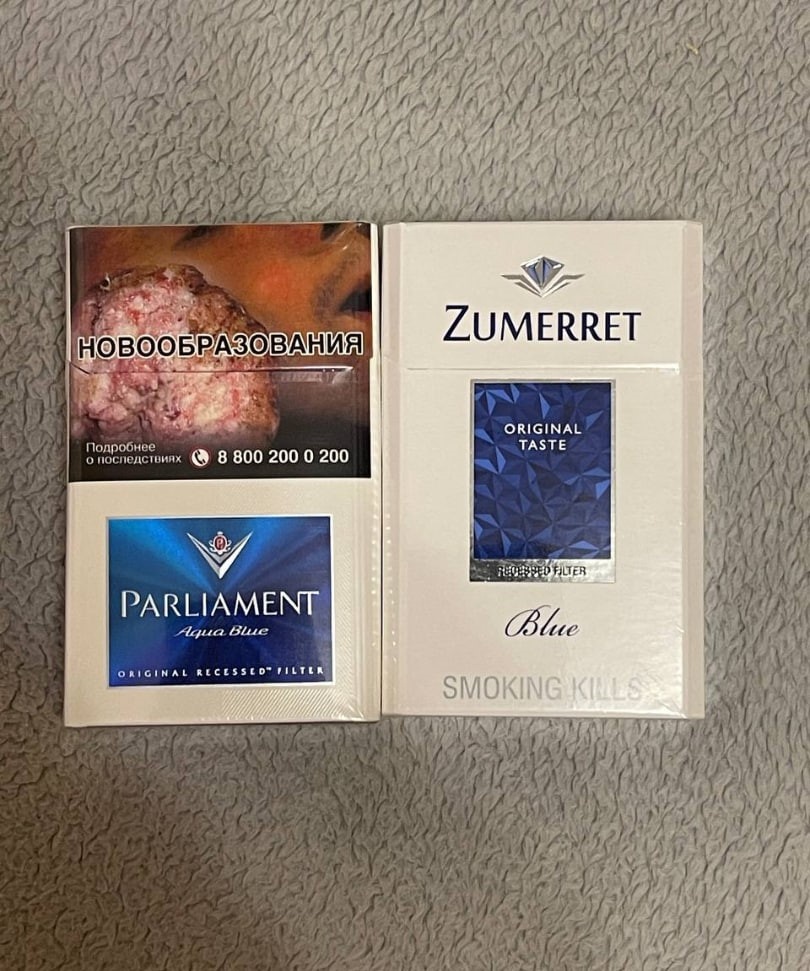 НОВООБРАЗОВАНИЯ
Подробнее
о последствиях 8 800 200 0 200
PARLIAMENT
Aqua Blue
ORIGINAL RECESSED™ FILTER
ZUMERRET
ORIGINAL
TASTE
RECESSED FILTER
Blue
SMOKING KILLS